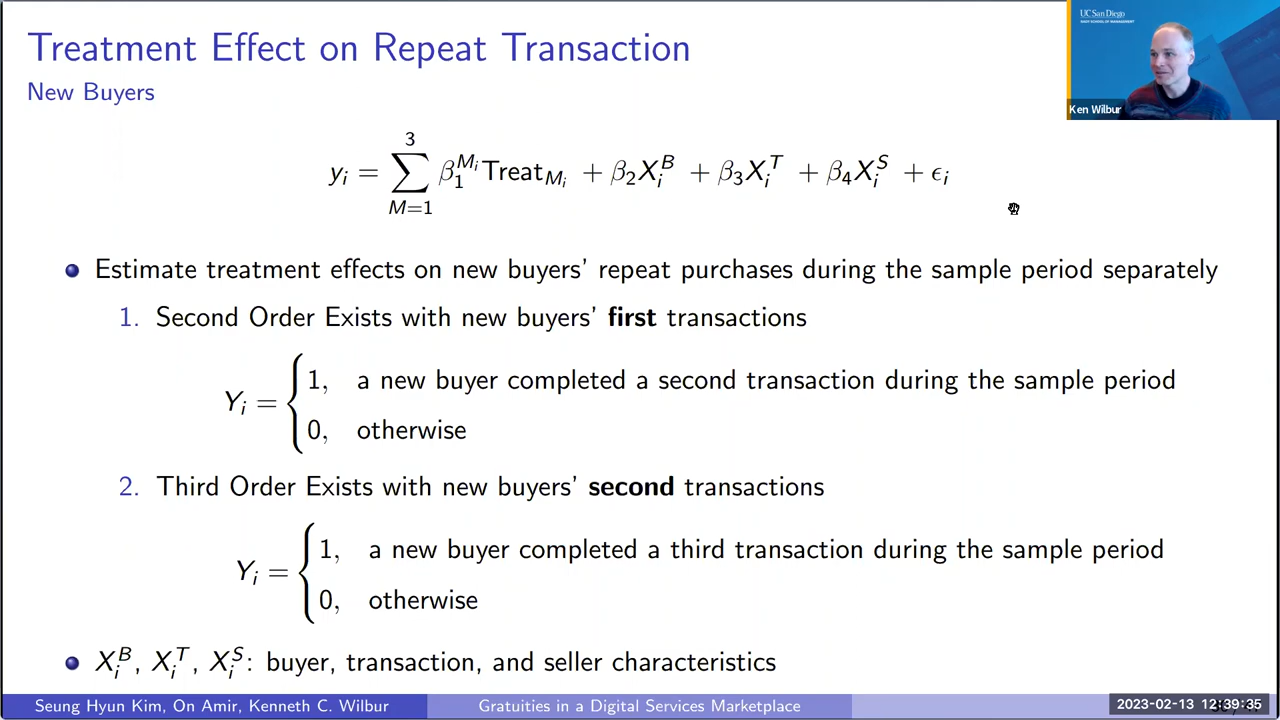 Treatment Effect on Repeat Transaction
UC San Diego
RADY SCHOOL OF MANAGEMENT
New Buyers
Ken Wilbur
y_i = \sum_{M=1}^{3} β_1^{M_i} Treat_{M_i} + β_2 X_i^B + β_3 X_i^T + β_4 X_i^S + ϵ_i
Estimate treatment effects on new buyers' repeat purchases during the sample period separately
1. Second Order Exists with new buyers' first transactions
Y_i = { 1, a new buyer completed a second transaction during the sample period
0, otherwise
2. Third Order Exists with new buyers' second transactions
Y_i = { 1, a new buyer completed a third transaction during the sample period
0, otherwise
X_i^B, X_i^T, X_i^S: buyer, transaction, and seller characteristics
Seung Hyun Kim, On Amir, Kenneth C. Wilbur
Gratuities in a Digital Services Marketplace
2023-02-13 12:39:35